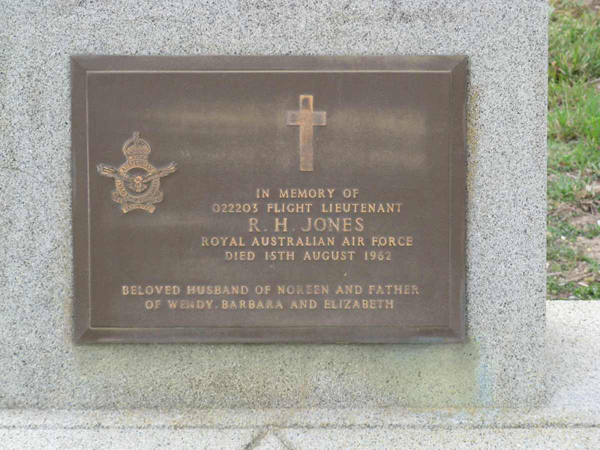 IN MEMORY OF
022203 FLIGHT LIEUTENANT
R. H. JONES
ROYAL AUSTRALIAN AIR FORCE
DIED 15TH AUGUST 1962
BELOVED HUSBAND OF NOREEN AND FATHER
OF WENDY. BARBARA AND ELIZABETH